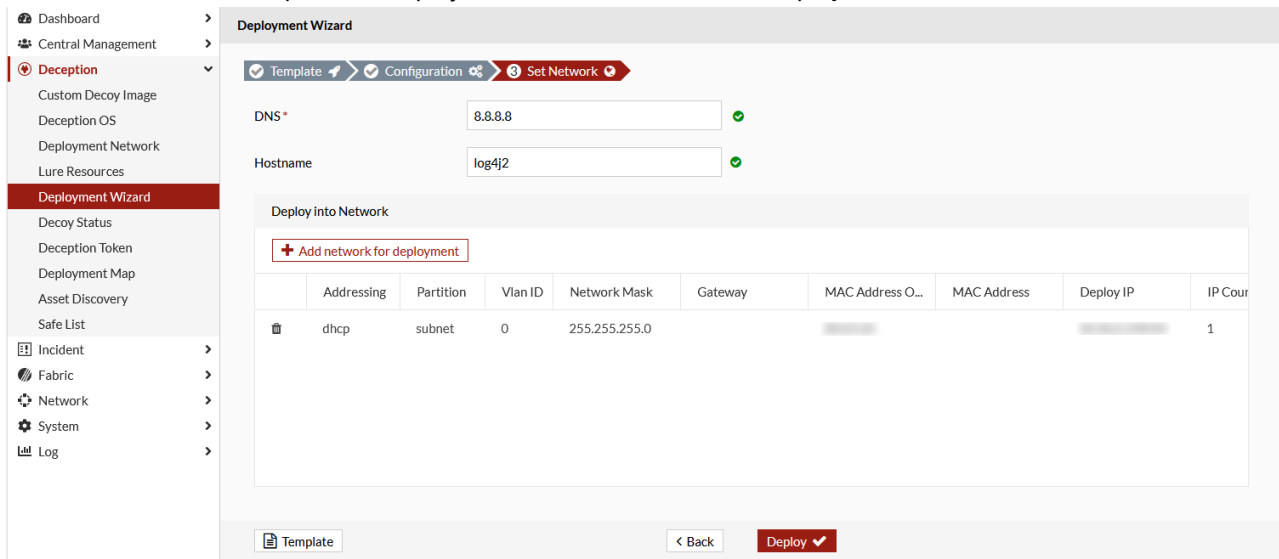 Dashboard
Central Management
Deception
Custom Decoy Image
Deception OS
Deployment Network
Lure Resources
Deployment Wizard
Decoy Status
Deception Token
Deployment Map
Asset Discovery
Safe List
Incident
Fabric
Network
System
Log
Deployment Wizard
Template Configuration 3 Set Network
DNS* 8.8.8.8
Hostname log4j2
Deploy into Network
Add network for deployment
Addressing Partition Vlan ID Network Mask Gateway MAC Address O... MAC Address Deploy IP IP Cour
dhcp subnet 0 255.255.255.0 1
Template < Back Deploy